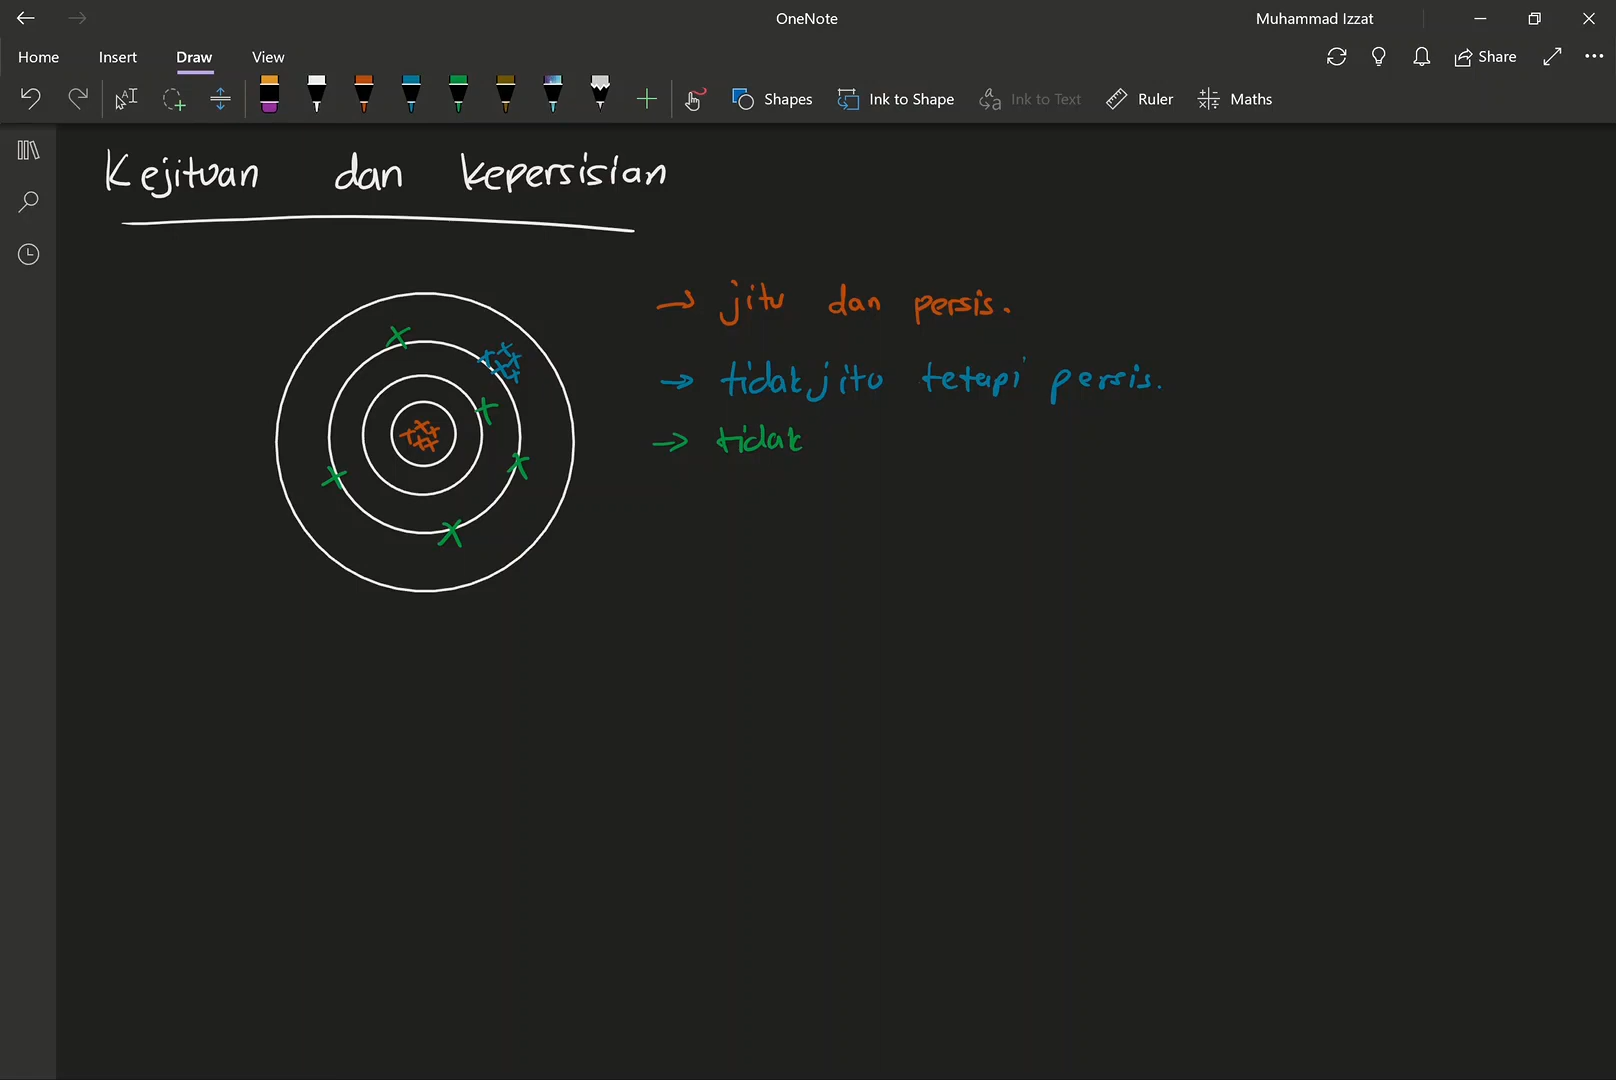 OneNote
Muhammad Izzat
Home Insert Draw View
Share
Shapes Ink to Shape Ink to Text Ruler Maths
Kejituan dan kepersisian
→ jitu dan persis.
→ tidak jitu tetapi persis.
→ tidak